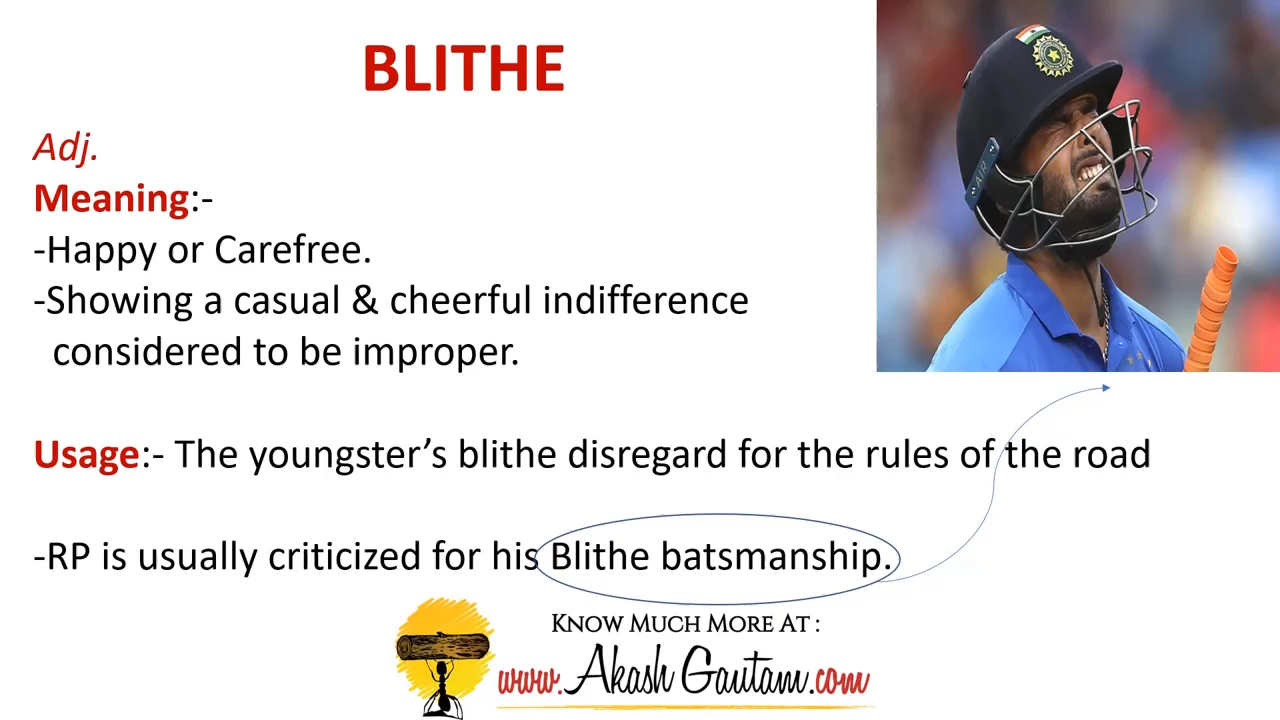 BLITHE
Adj.
Meaning:-
-Happy or Carefree.
-Showing a casual & cheerful indifference
considered to be improper.
Usage:- The youngster’s blithe disregard for the rules of the road
-RP is usually criticized for his Blithe batsmanship.
KNOW MUCH MORE AT :
www.AkashGautam.com
AIR